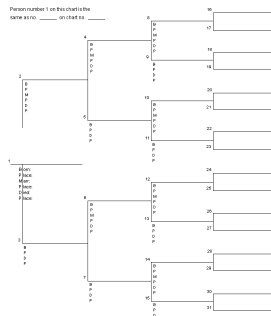 Person number 1 on this chart is the
same as no. ______ on chart no. ______
1
Born:
Place
Marr:
Place
Died:
Place
2
B
P
M
P
D
P
3
B
P
D
P
4
B
P
M
P
D
P
5
B
P
D
P
6
B
P
M
P
D
P
7
B
P
D
P
8
B
P
M
P
D
P
9
B
P
D
P
10
B
P
M
P
D
P
11
B
P
D
P
12
B
P
M
P
D
P
13
B
P
D
P
14
B
P
M
P
D
P
15
B
P
D
P
16
17
18
19
20
21
22
23
24
25
26
27
28
29
30
31